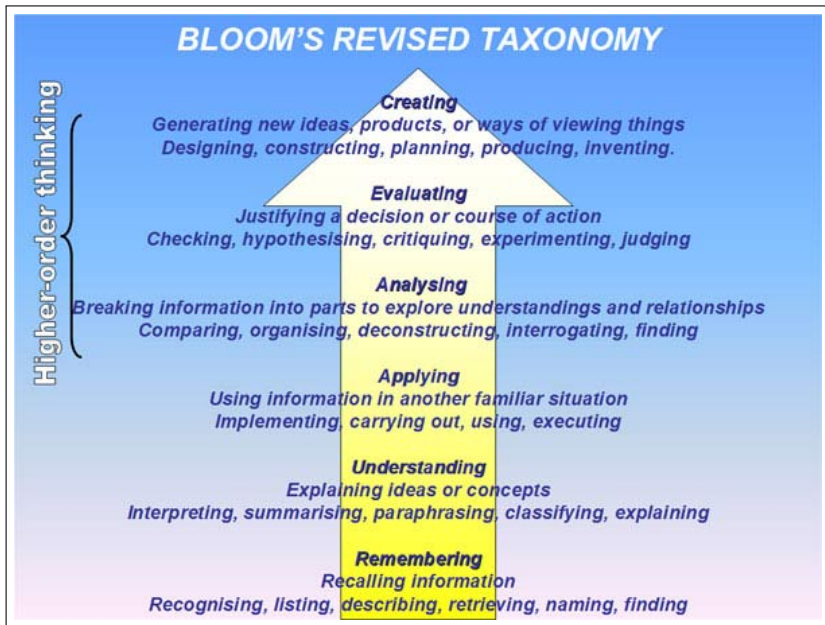 BLOOM'S REVISED TAXONOMY
Higher-order thinking
Creating
Generating new ideas, products, or ways of viewing things
Designing, constructing, planning, producing, inventing.
Evaluating
Justifying a decision or course of action
Checking, hypothesising, critiquing, experimenting, judging
Analysing
Breaking information into parts to explore understandings and relationships
Comparing, organising, deconstructing, interrogating, finding
Applying
Using information in another familiar situation
Implementing, carrying out, using, executing
Understanding
Explaining ideas or concepts
Interpreting, summarising, paraphrasing, classifying, explaining
Remembering
Recalling information
Recognising, listing, describing, retrieving, naming, finding